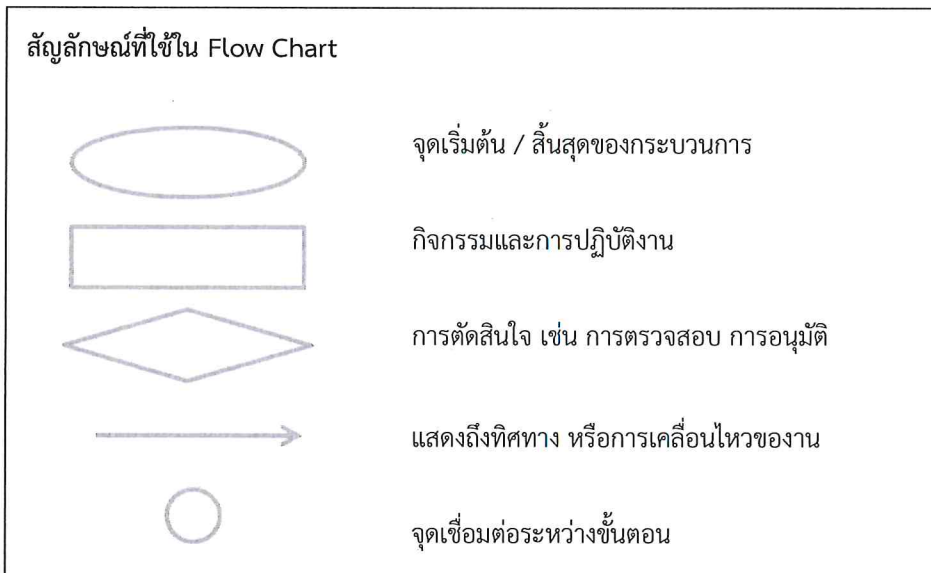 สัญลักษณ์ที่ใช้ใน Flow Chart
จุดเริ่มต้น / สิ้นสุดของกระบวนการ
กิจกรรมและการปฏิบัติงาน
การตัดสินใจ เช่น การตรวจสอบ การอนุมัติ
แสดงถึงทิศทาง หรือการเคลื่อนไหวของงาน
จุดเชื่อมต่อระหว่างขั้นตอน